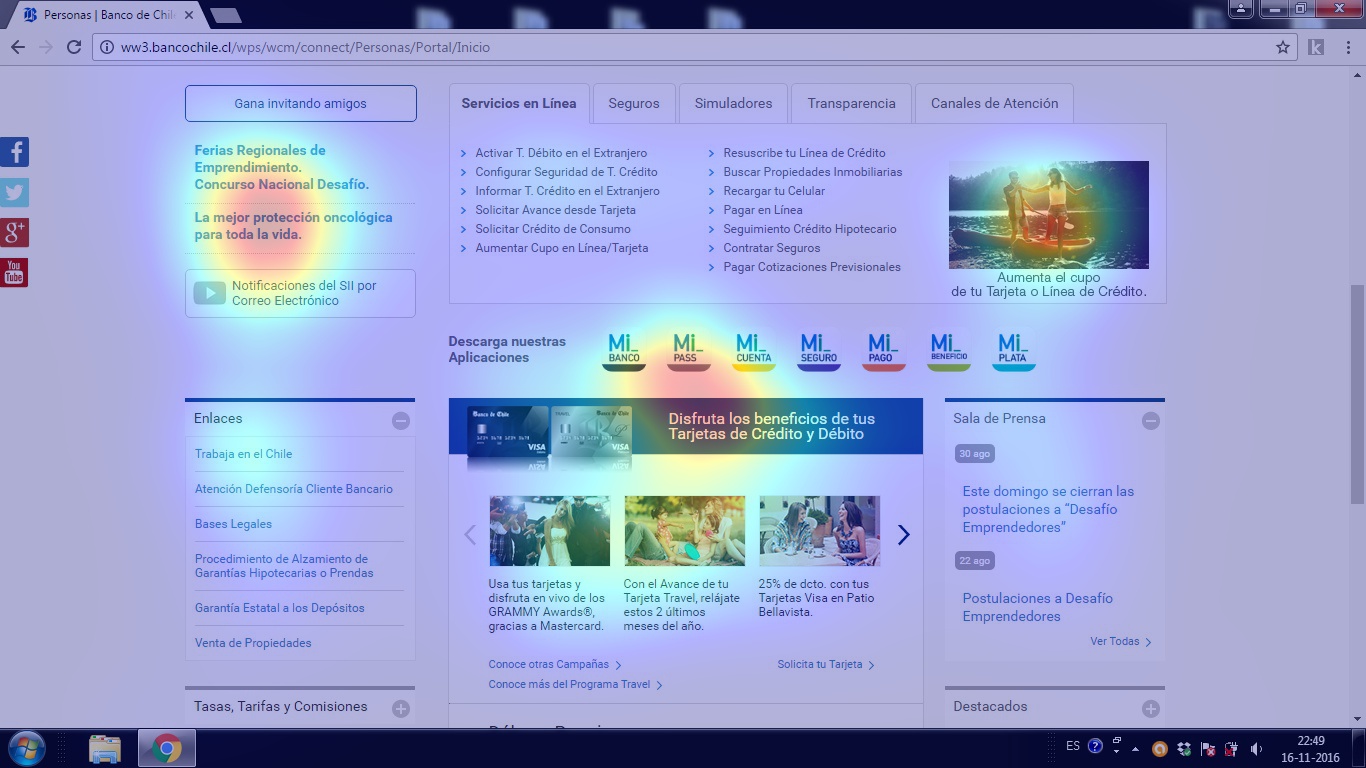 Personas | Banco de Chil
ww3.bancochile.cl/wps/wcm/connect/Personas/Portal/Inicio
Gana invitando amigos
Ferias Regionales de
Emprendimiento.
Concurso Nacional Desafío.
La mejor protección oncológica
para toda la vida.
Notificaciones del SII por
Correo Electrónico
Servicios en Línea
Seguros
Simuladores
Transparencia
Canales de Atención
Activar T. Débito en el Extranjero
Configurar Seguridad de T. Crédito
Informar T. Crédito en el Extranjero
Solicitar Avance desde Tarjeta
Solicitar Crédito de Consumo
Aumentar Cupo en Línea/Tarjeta
Resuscribe tu Línea de Crédito
Buscar Propiedades Inmobiliarias
Recargar tu Celular
Pagar en Línea
Seguimiento Crédito Hipotecario
Contratar Seguros
Pagar Cotizaciones Previsionales
Aumenta el cupo
de tu Tarjeta o Línea de Crédito.
You
Tube
Descarga nuestras
Aplicaciones
Mi_
BANCO
Mi_
PASS
Mi_
CUENTA
Mi_
SEGURO
Mi_
PAGO
Mi_
BENEFICIO
Mi_
PLATA
Enlaces
Trabaja en el Chile
Atención Defensoría Cliente Bancario
Bases Legales
Procedimiento de Alzamiento de
Garantías Hipotecarias o Prendas
Garantía Estatal a los Depósitos
Venta de Propiedades
Tasas, Tarifas y Comisiones
Banco de Chile
VISA
TRAVEL
Banco de Chile
VISA
Disfruta los beneficios de tus
Tarjetas de Crédito y Débito
Usa tus tarjetas y
disfruta en vivo de los
GRAMMY Awards®,
gracias a Mastercard.
Con el Avance de tu
Tarjeta Travel, relájate
estos 2 últimos
meses del año.
25% de dcto. con tus
Tarjetas Visa en Patio
Bellavista.
Conoce otras Campañas
Solicita tu Tarjeta
Conoce más del Programa Travel
Sala de Prensa
30 ago
Este domingo se cierran las
postulaciones a “Desafío
Emprendedores”
22 ago
Postulaciones a Desafío
Emprendedores
Ver Todas
Destacados
ES
22:49
16-11-2016